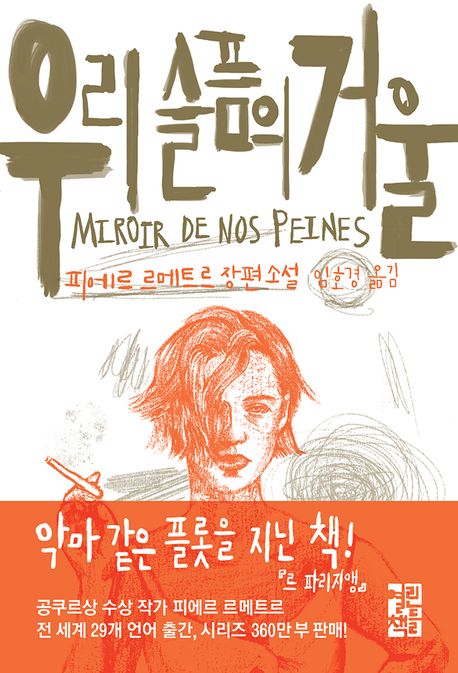 우리 슬픔의 거울
MIROIR DE NOS PEINES
피에르 르메트르 장편소설 임호경 옮김
악마 같은 플롯을 지닌 책!
『르 파리지앵』
공쿠르상 수상 작가 피에르 르메트르
전 세계 29개 언어 출간, 시리즈 360만 부 판매!
열린
책들